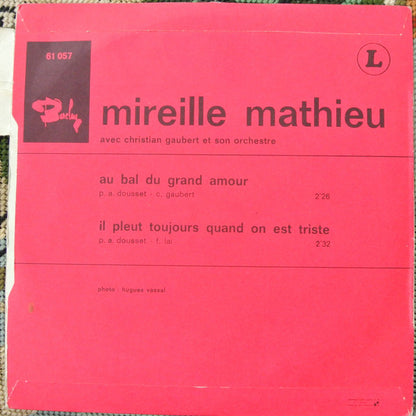 61 057
L
Barclay
mireille mathieu
avec christian gaubert et son orchestre
au bal du grand amour
p. a. dousset - c. gaubert 2'26
il pleut toujours quand on est triste
p. a. dousset - f. lai 2'32
photo : hugues vassal